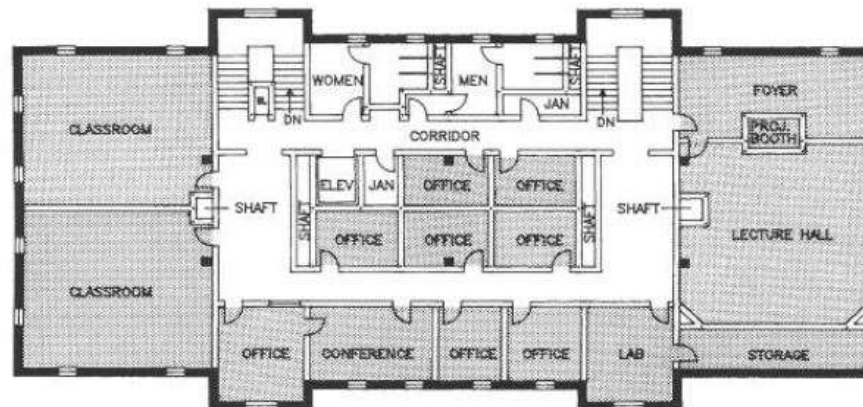 WOMEN
SHAFT
MEN
SHAFT
JAN
FOYER
EL
DN
DN
CLASSROOM
CORRIDOR
PROJ.
BOOTH
ELEV
JAN
OFFICE
OFFICE
SHAFT
SHAFT
SHAFT
SHAFT
OFFICE
OFFICE
OFFICE
LECTURE HALL
CLASSROOM
OFFICE
CONFERENCE
OFFICE
OFFICE
LAB
STORAGE